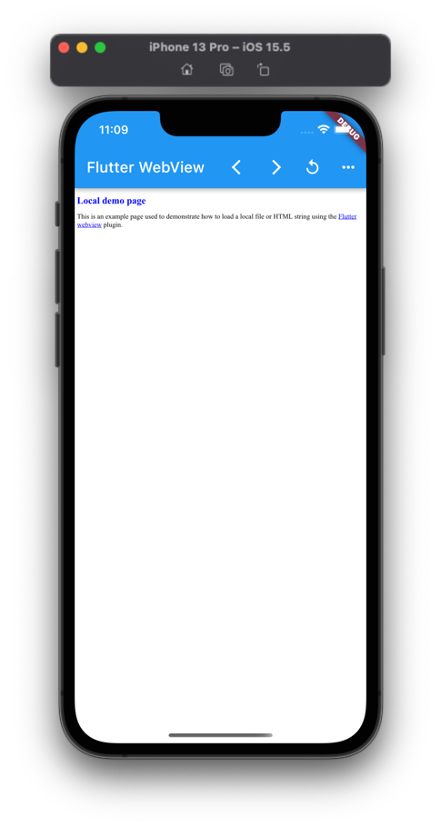 iPhone 13 Pro – iOS 15.5
11:09
DEBUG
Flutter WebView
Local demo page
This is an example page used to demonstrate how to load a local file or HTML string using the Flutter
webview plugin.